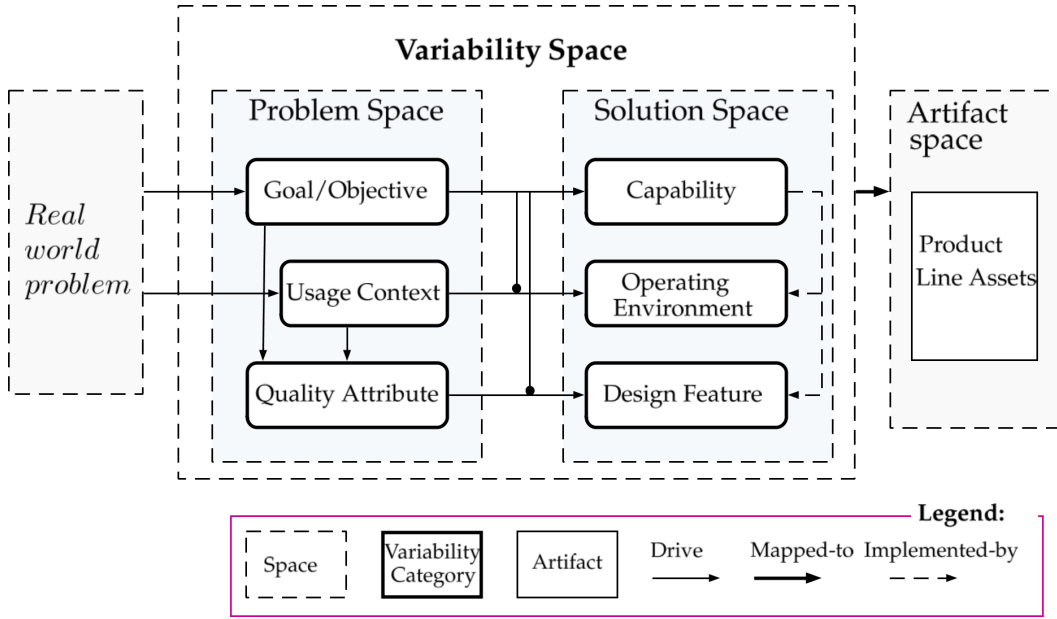 Variability Space
Real
world
problem
Problem Space
Goal/Objective
Usage Context
Quality Attribute
Solution Space
Capability
Operating
Environment
Design Feature
Artifact
space
Product
Line Assets
Legend:
Space
Variability
Category
Artifact
Drive
Mapped-to
Implemented-by